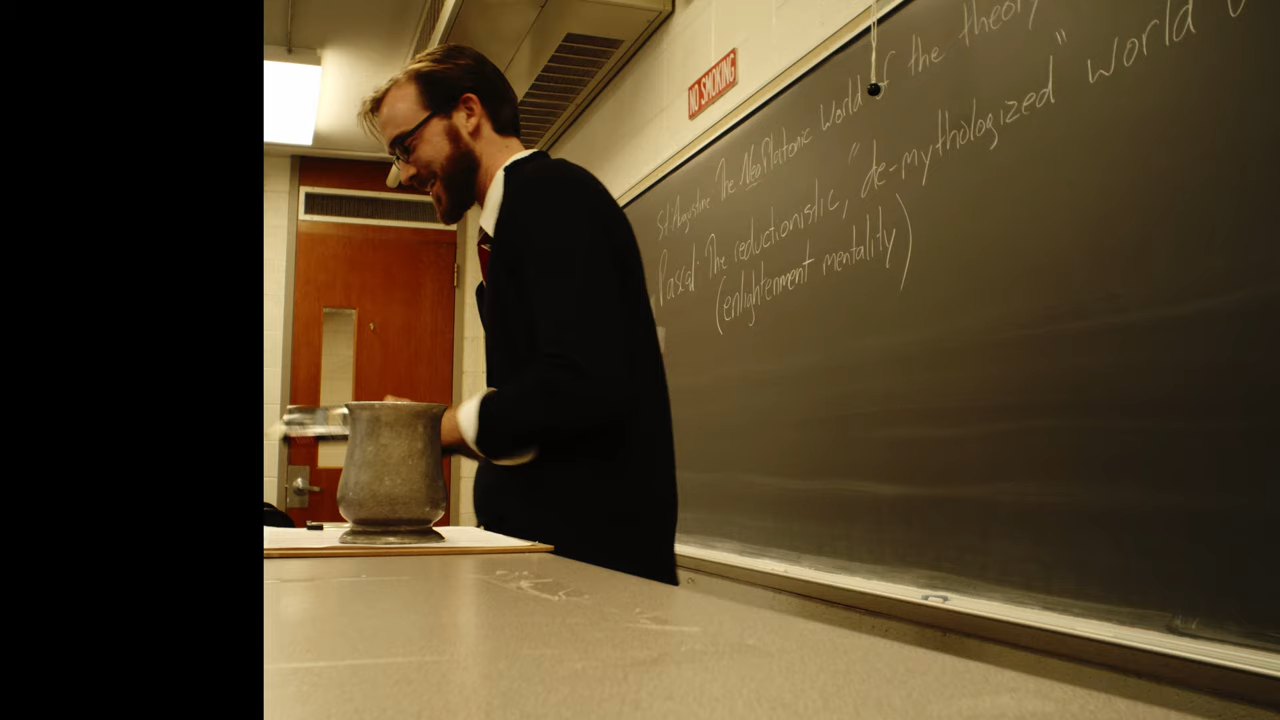 NO SMOKING
St. Augustine: The NeoPlatonic World of the theory
Pascal: The reductionistic, "de-mythologized" world
(enlightenment mentality)